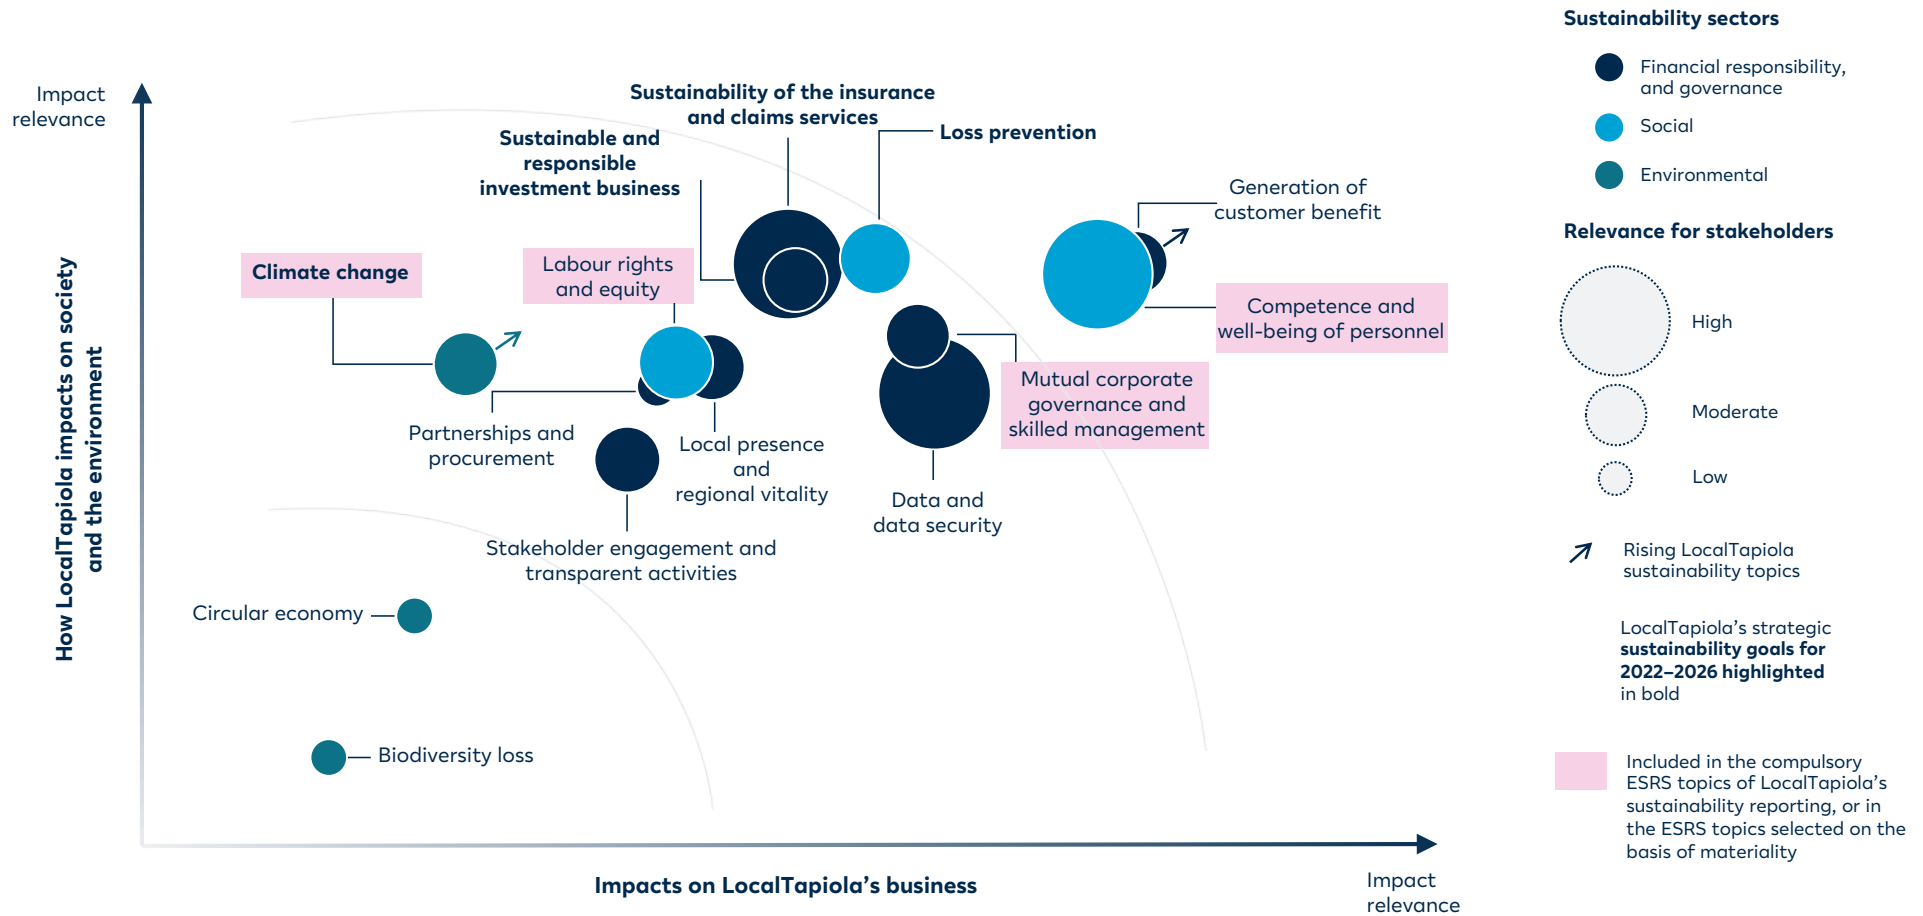 Impact
relevance
How LocalTapiola impacts on society
and the environment
Sustainability of the insurance
and claims services
Sustainable and
responsible
investment business
Loss prevention
Generation of
customer benefit
Climate change
Labour rights
and equity
Competence and
well-being of personnel
Mutual corporate
governance and
skilled management
Partnerships and
procurement
Local presence
and
regional vitality
Data and
data security
Stakeholder engagement and
transparent activities
Circular economy
Biodiversity loss
Impacts on LocalTapiola's business
Impact
relevance
Sustainability sectors
Financial responsibility,
and governance
Social
Environmental
Relevance for stakeholders
High
Moderate
Low
Rising LocalTapiola
sustainability topics
LocalTapiola's strategic
sustainability goals for
2022–2026 highlighted
in bold
Included in the compulsory
ESRS topics of LocalTapiola's
sustainability reporting, or in
the ESRS topics selected on the
basis of materiality